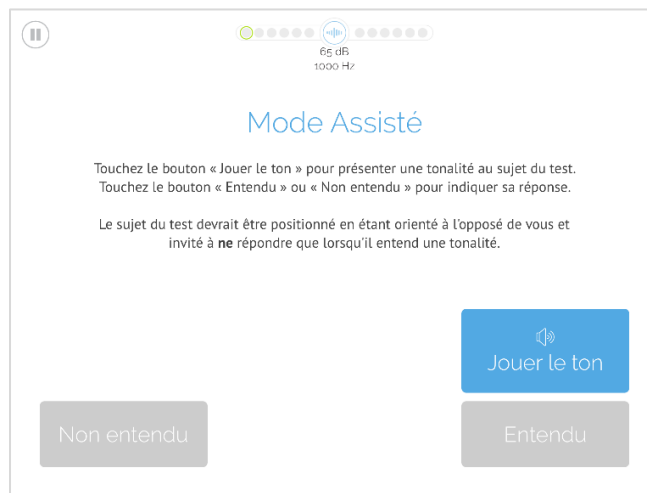 65 dB
1000 Hz
Mode Assisté
Touchez le bouton « Jouer le ton » pour présenter une tonalité au sujet du test.
Touchez le bouton « Entendu » ou « Non entendu » pour indiquer sa réponse.
Le sujet du test devrait être positionné en étant orienté à l'opposé de vous et
invité à ne répondre que lorsqu'il entend une tonalité.
Jouer le ton
Non entendu
Entendu